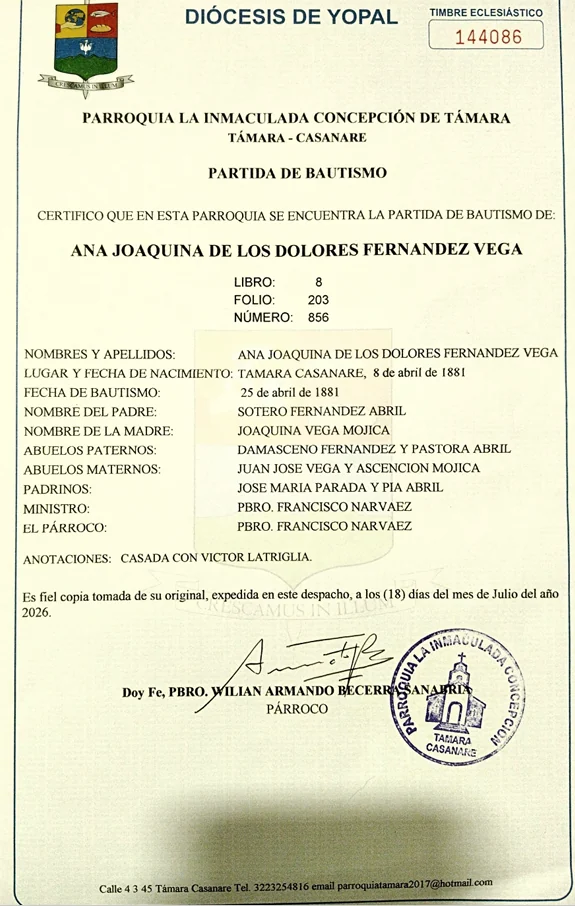 DIÓCESIS DE YOPAL
TIMBRE ECLESIÁSTICO
144086
CRESCAMUS IN ILLUM
PARROQUIA LA INMACULADA CONCEPCIÓN DE TÁMARA
TÁMARA - CASANARE
PARTIDA DE BAUTISMO
CERTIFICO QUE EN ESTA PARROQUIA SE ENCUENTRA LA PARTIDA DE BAUTISMO DE:
ANA JOAQUINA DE LOS DOLORES FERNANDEZ VEGA
LIBRO: 8
FOLIO: 203
NÚMERO: 856
NOMBRES Y APELLIDOS: ANA JOAQUINA DE LOS DOLORES FERNANDEZ VEGA
LUGAR Y FECHA DE NACIMIENTO: TAMARA CASANARE, 8 de abril de 1881
FECHA DE BAUTISMO: 25 de abril de 1881
NOMBRE DEL PADRE: SOTERO FERNANDEZ ABRIL
NOMBRE DE LA MADRE: JOAQUINA VEGA MOJICA
ABUELOS PATERNOS: DAMASCENO FERNANDEZ Y PASTORA ABRIL
ABUELOS MATERNOS: JUAN JOSE VEGA Y ASCENCION MOJICA
PADRINOS: JOSE MARIA PARADA Y PIA ABRIL
MINISTRO: PBRO. FRANCISCO NARVAEZ
EL PÁRROCO: PBRO. FRANCISCO NARVAEZ
ANOTACIONES: CASADA CON VICTOR LATRIGLIA.
Es fiel copia tomada de su original, expedida en este despacho, a los (18) días del mes de Julio del año
2026.
CRESCAMUS IN ILLUM
Doy Fe, PBRO. WILIAN ARMANDO BECERRA SANABRIA
PÁRROCO
PARROQUIA LA INMACULADA CONCEPCION
TAMARA
CASANARE
Calle 4 3 45 Támara Casanare Tel. 3223254816 email parroquiatamara2017@hotmail.com